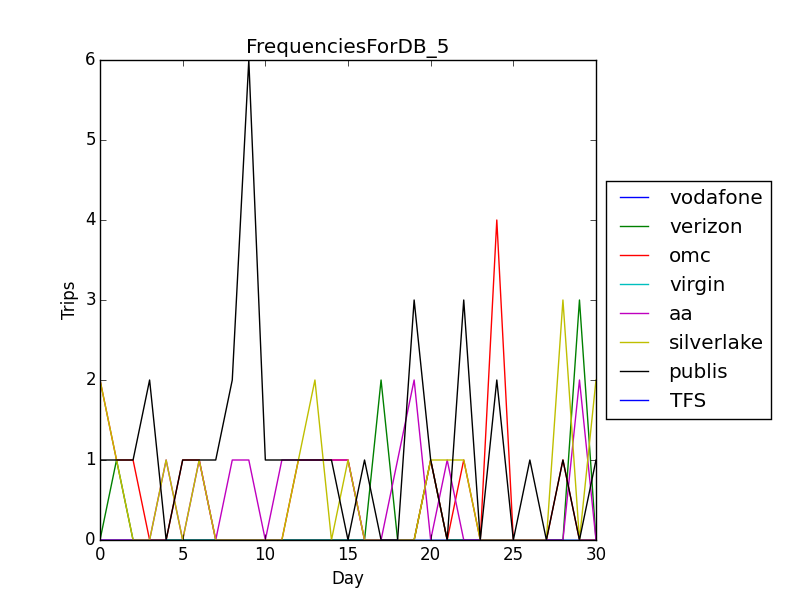 FrequenciesForDB_5
6
5
4
3
2
1
0
Trips
0 5 10 15 20 25 30
Day
vodafone
verizon
omc
virgin
aa
silverlake
publis
TFS